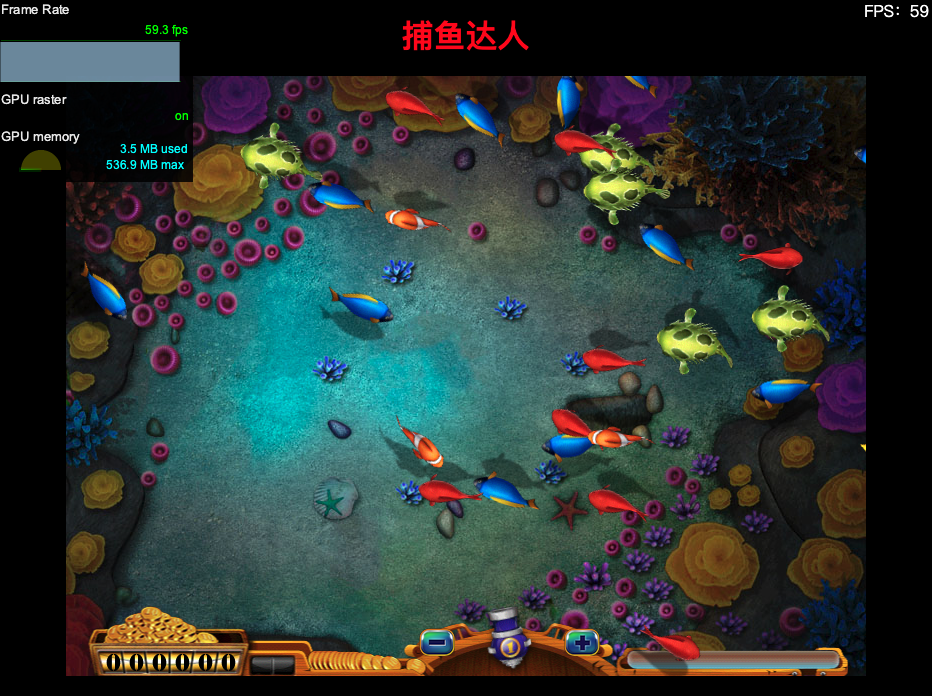 Frame Rate
FPS：59
59.3 fps
捕鱼达人
GPU raster
on
GPU memory
3.5 MB used
536.9 MB max
000000
1